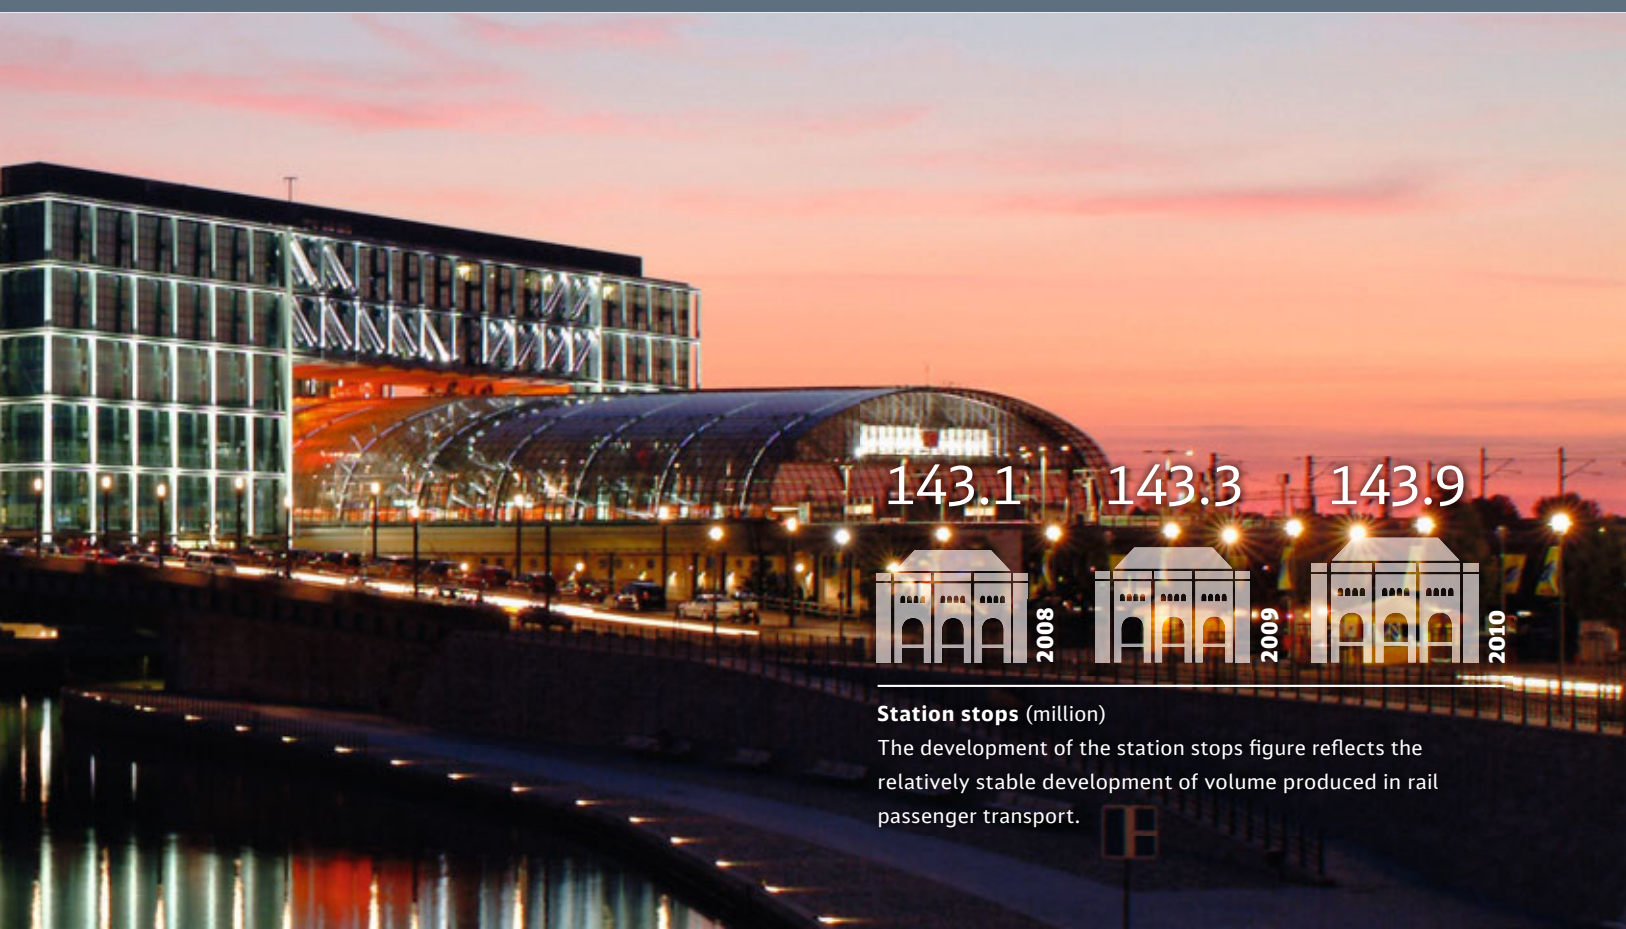 143.1 143.3 143.9
2008 2009 2010
Station stops (million)
The development of the station stops figure reflects the
relatively stable development of volume produced in rail
passenger transport.